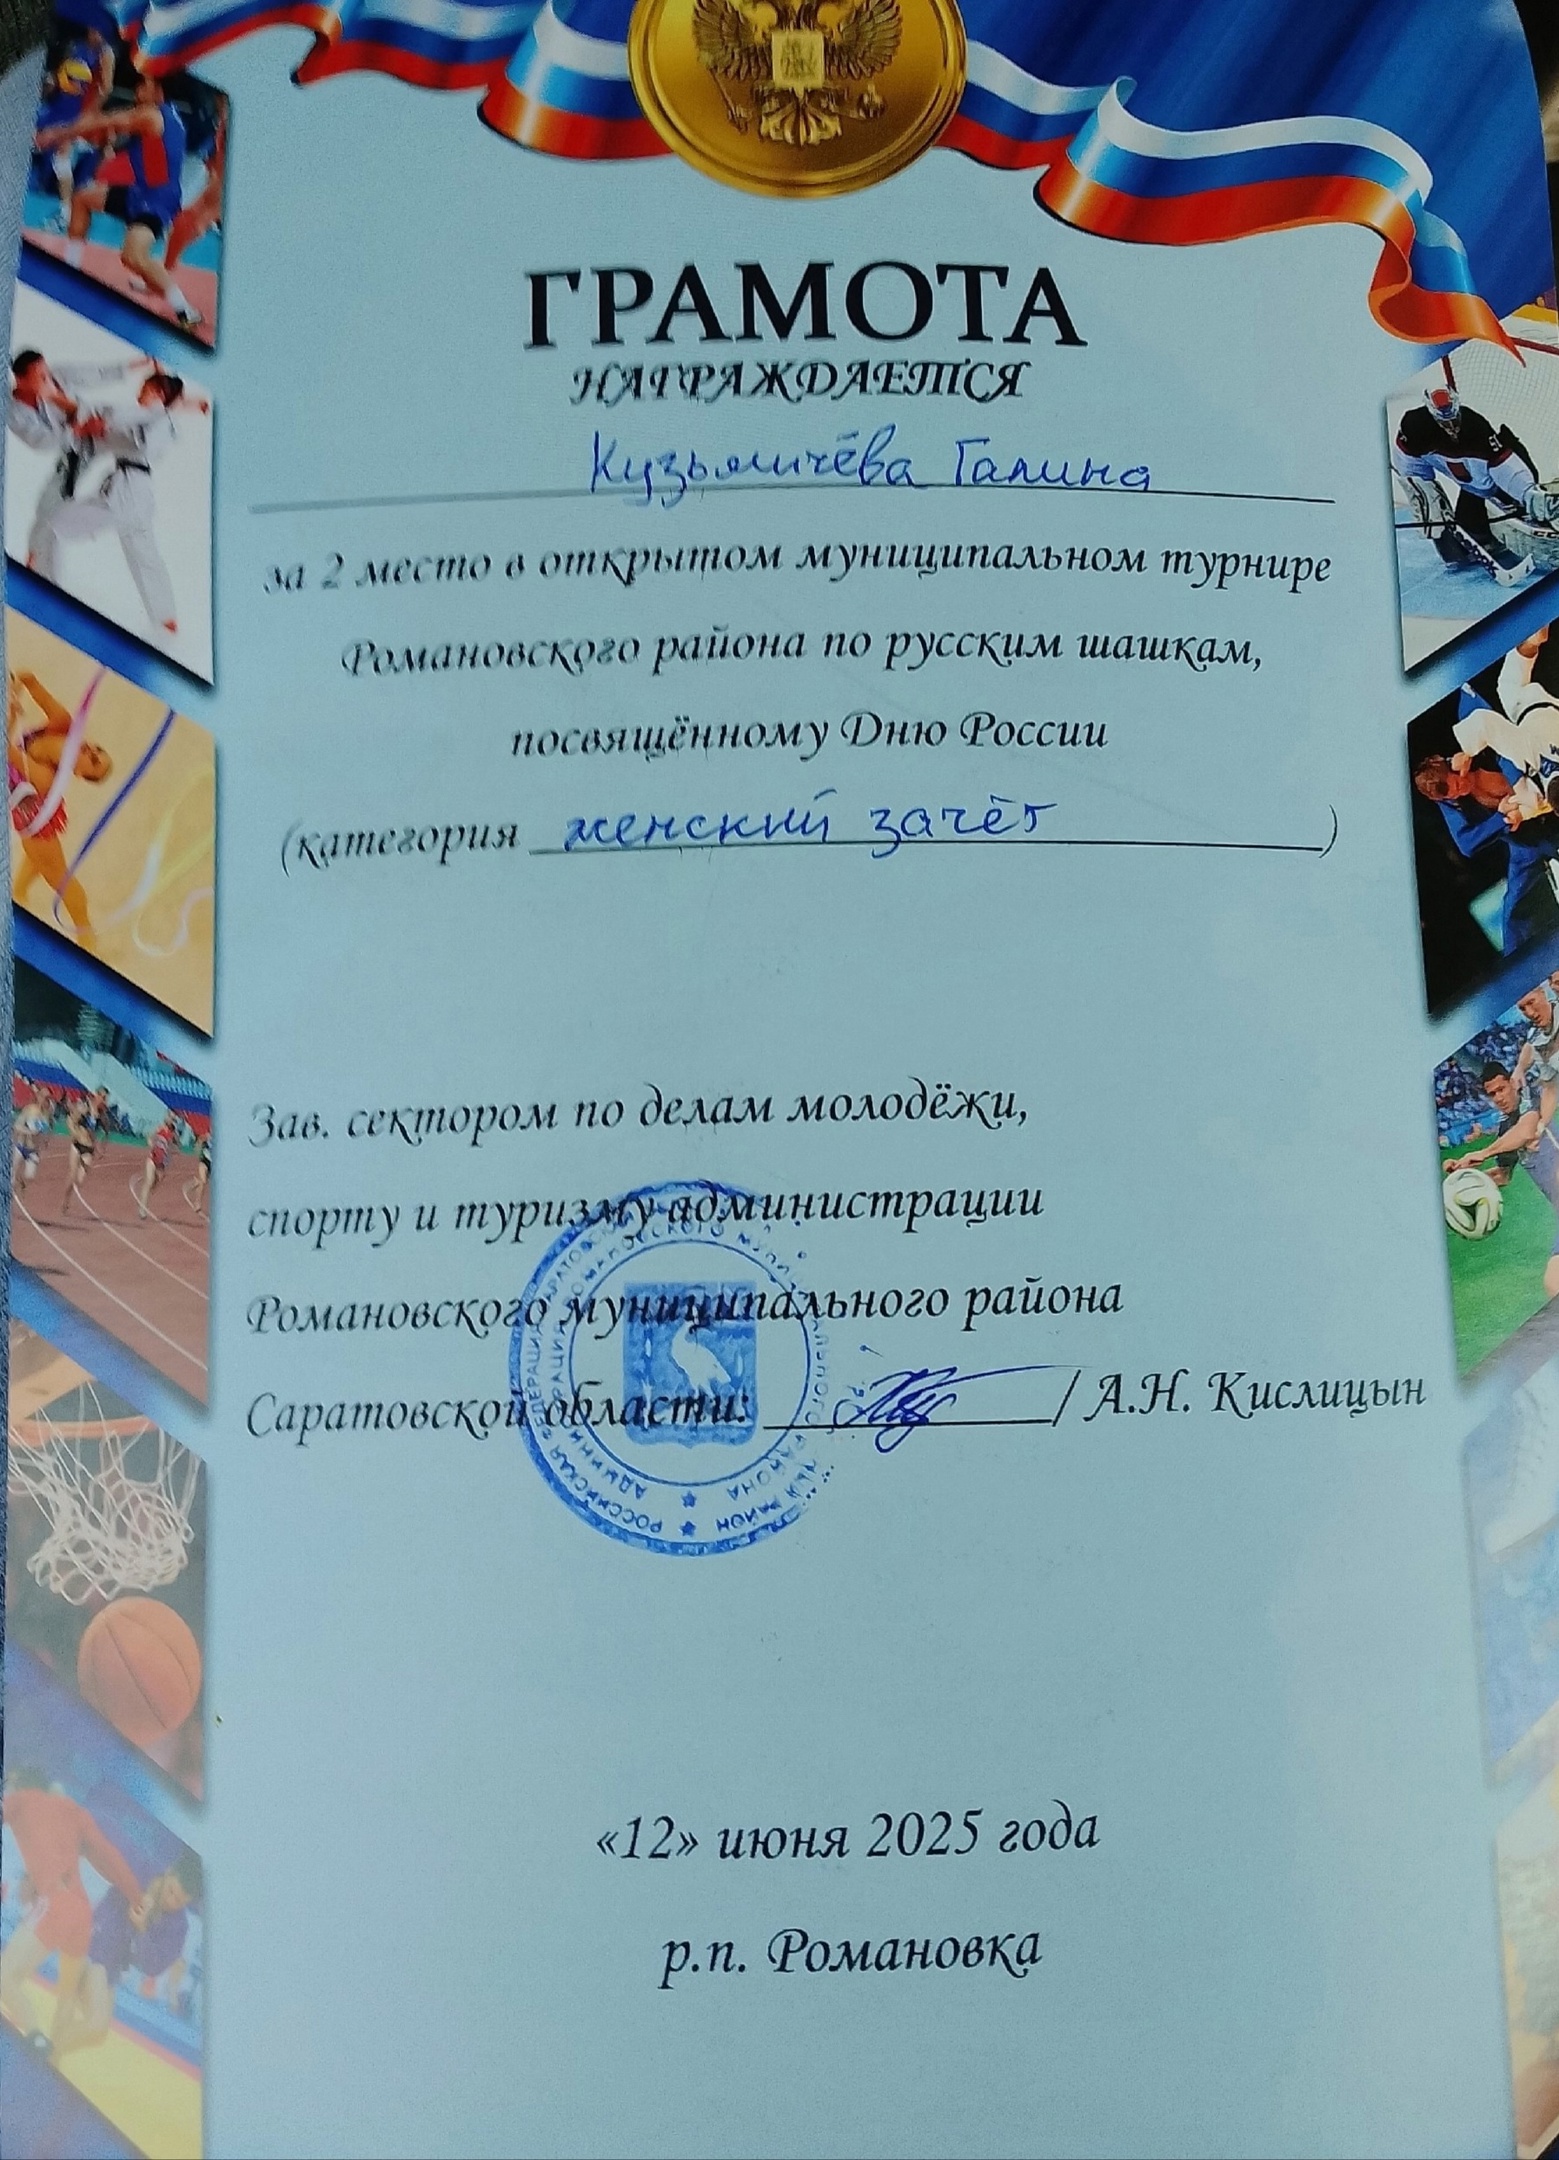 ГРАМОТА
НАГРАЖДАЕТСЯ
Кузьмичёва Галина
за 2 место в открытом муниципальном турнире
Романовского района по русским шашкам,
посвящённому Дню России
(категория женский зачёт)
Зав. сектором по делам молодёжи,
спорту и туризму администрации
Романовского муниципального района
Саратовской области: / А.Н. Кислицын
«12» июня 2025 года
р.п. Романовка